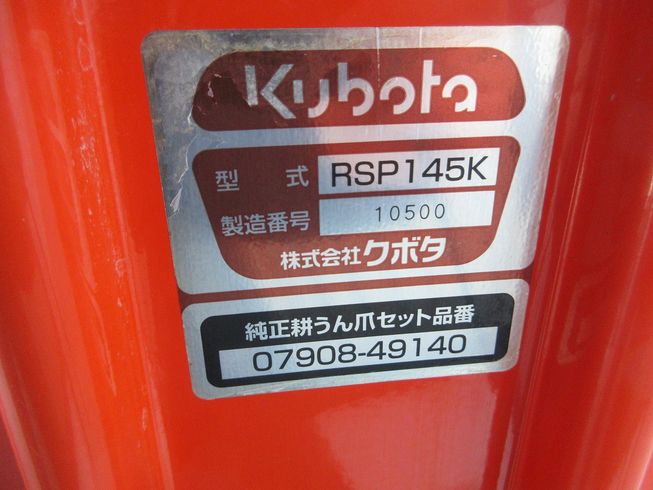 Kubota
型式 RSP145K
製造番号 10500
株式会社クボタ
純正耕うん爪セット品番
07908-49140